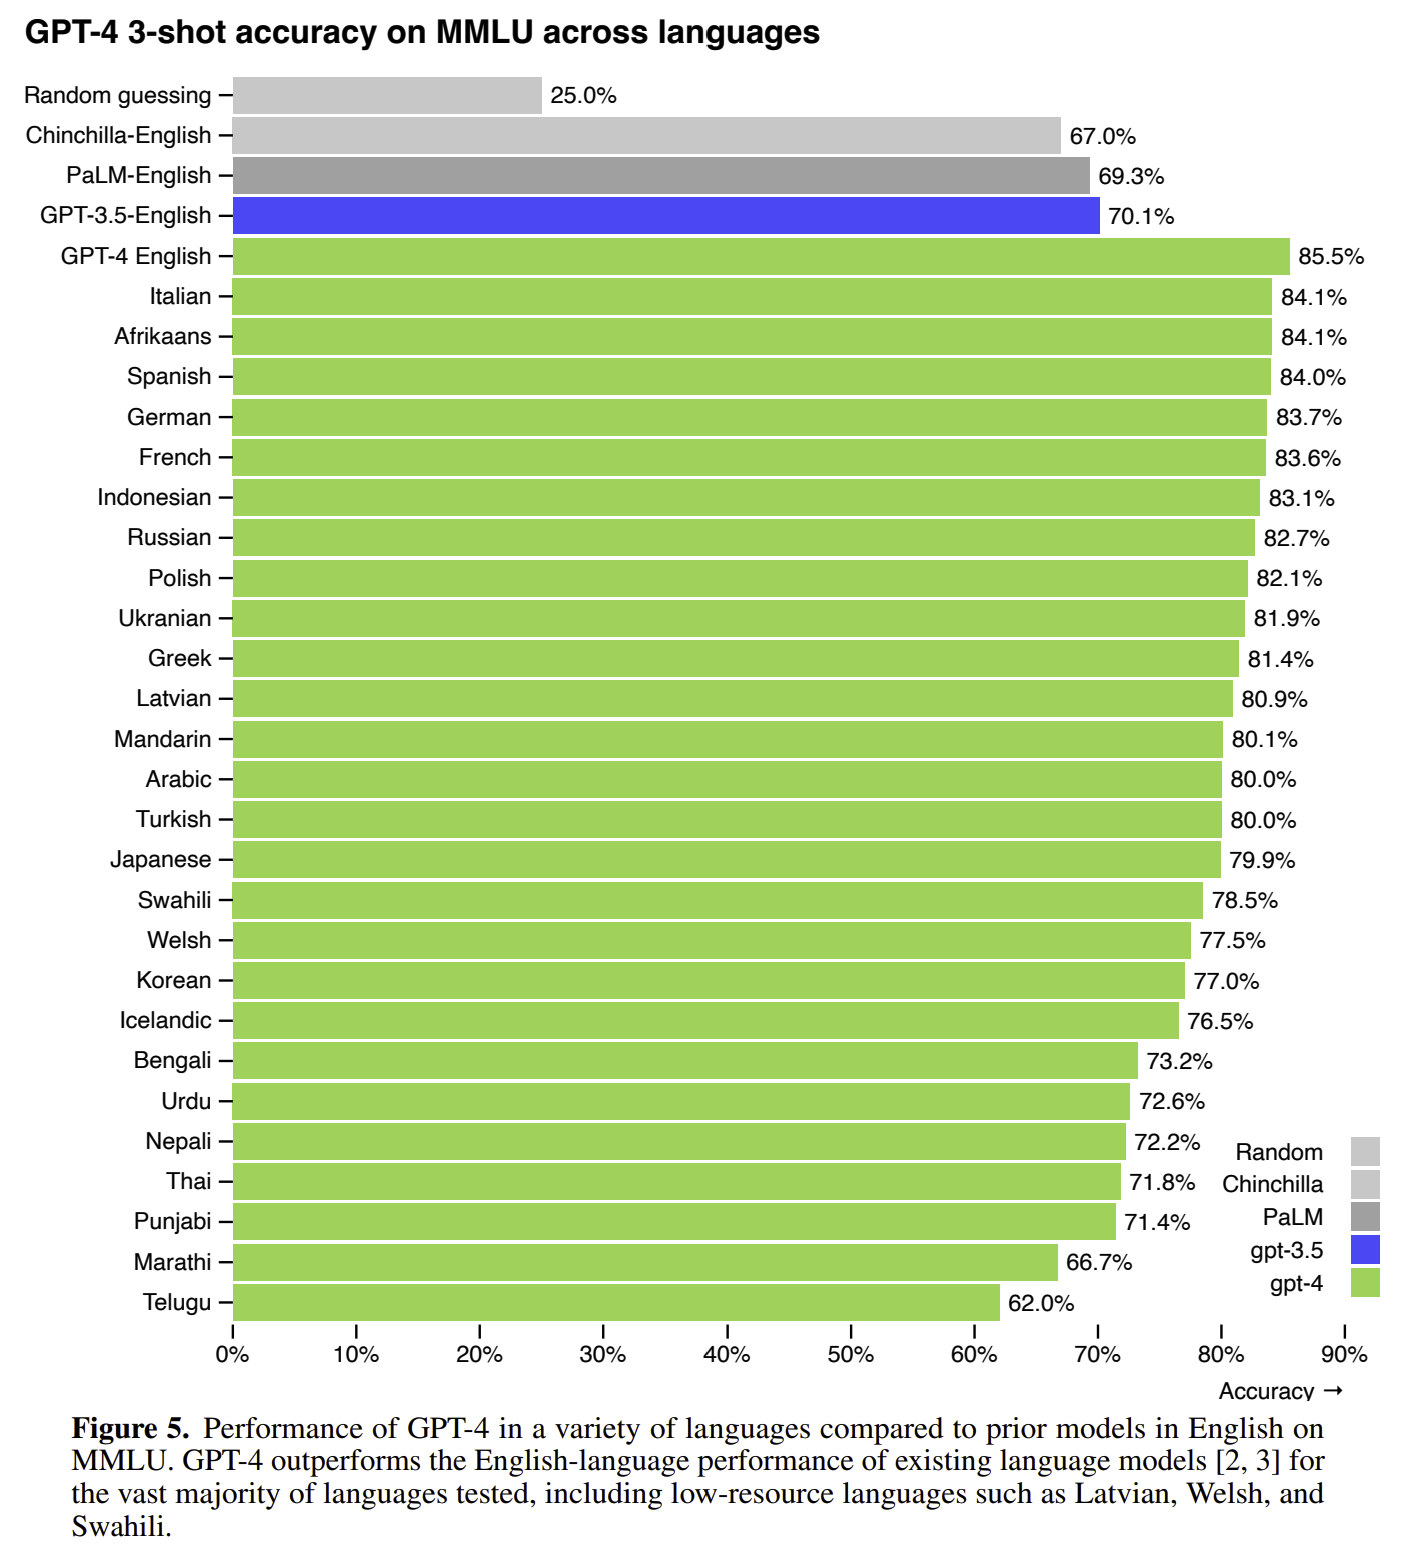 GPT-4 3-shot accuracy on MMLU across languages
Random guessing 25.0%
Chinchilla-English 67.0%
PaLM-English 69.3%
GPT-3.5-English 70.1%
GPT-4 English 85.5%
Italian 84.1%
Afrikaans 84.1%
Spanish 84.0%
German 83.7%
French 83.6%
Indonesian 83.1%
Russian 82.7%
Polish 82.1%
Ukranian 81.9%
Greek 81.4%
Latvian 80.9%
Mandarin 80.1%
Arabic 80.0%
Turkish 80.0%
Japanese 79.9%
Swahili 78.5%
Welsh 77.5%
Korean 77.0%
Icelandic 76.5%
Bengali 73.2%
Urdu 72.6%
Nepali 72.2%
Thai 71.8%
Punjabi 71.4%
Marathi 66.7%
Telugu 62.0%
Random
Chinchilla
PaLM
gpt-3.5
gpt-4
0% 10% 20% 30% 40% 50% 60% 70% 80% 90%
Accuracy →
Figure 5. Performance of GPT-4 in a variety of languages compared to prior models in English on
MMLU. GPT-4 outperforms the English-language performance of existing language models [2, 3] for
the vast majority of languages tested, including low-resource languages such as Latvian, Welsh, and
Swahili.